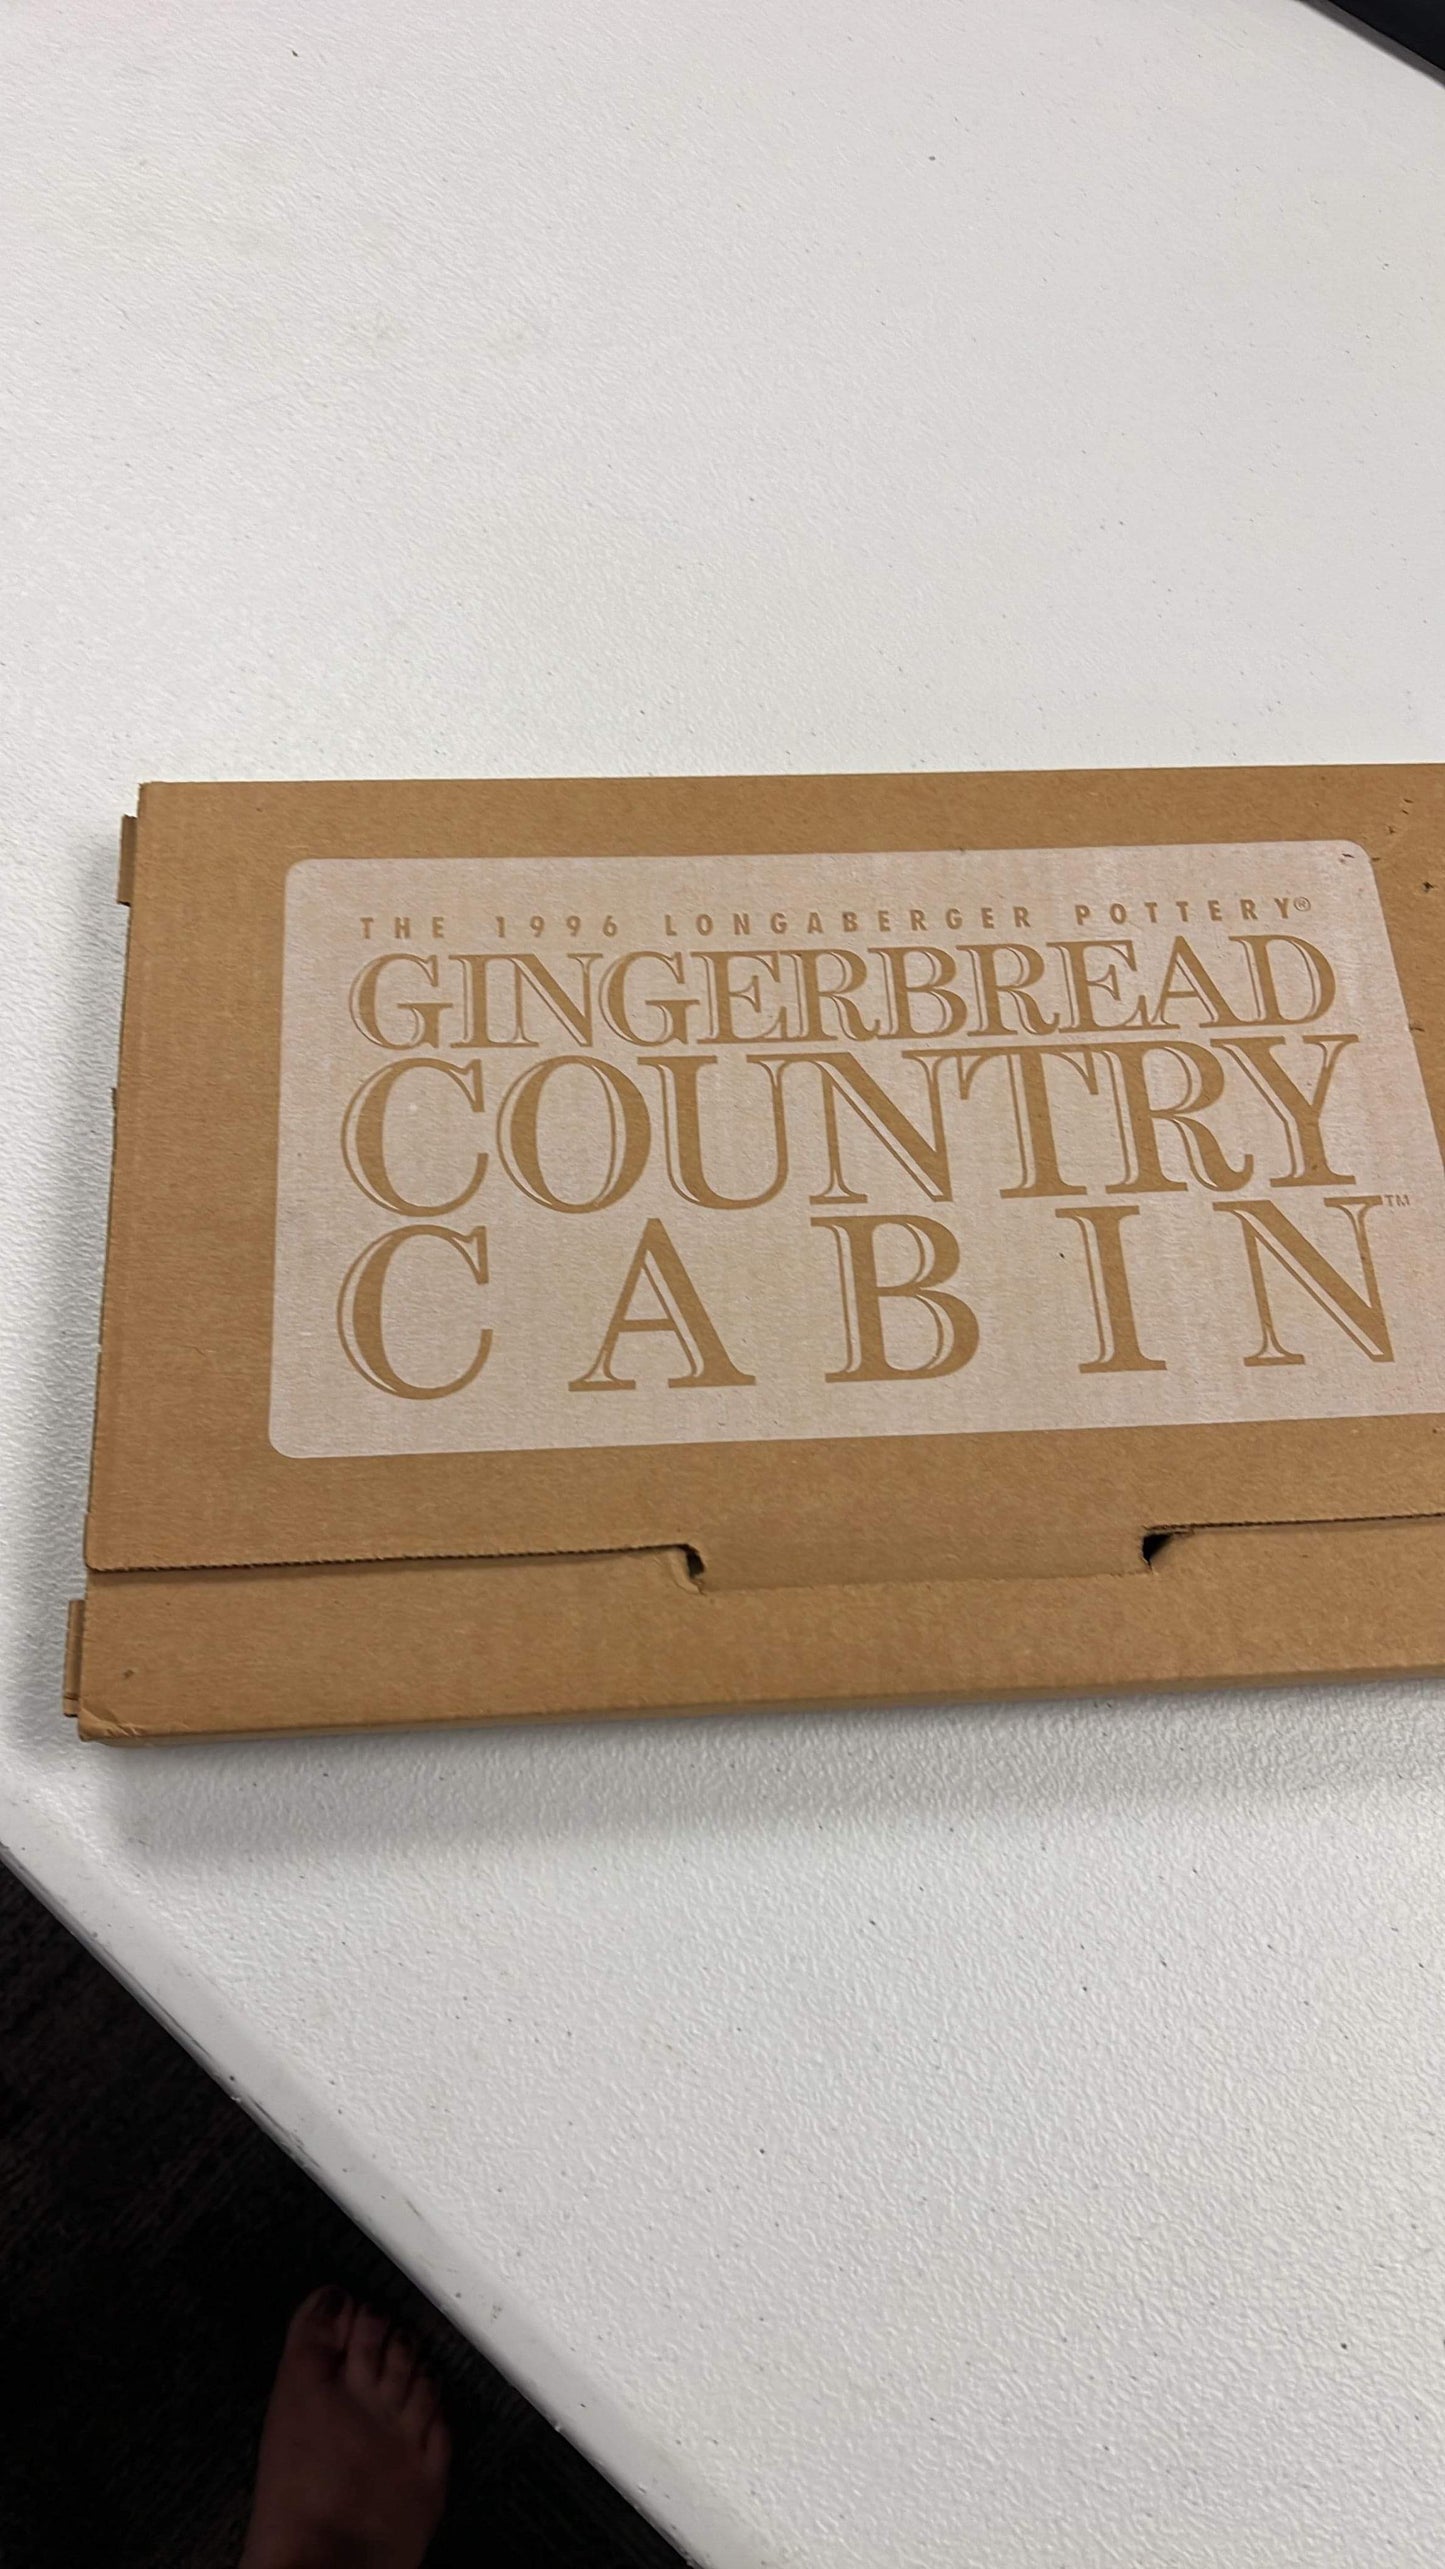 THE 1996 LONGABERGER POTTERY®
GINGERBREAD
COUNTRY
CABIN™